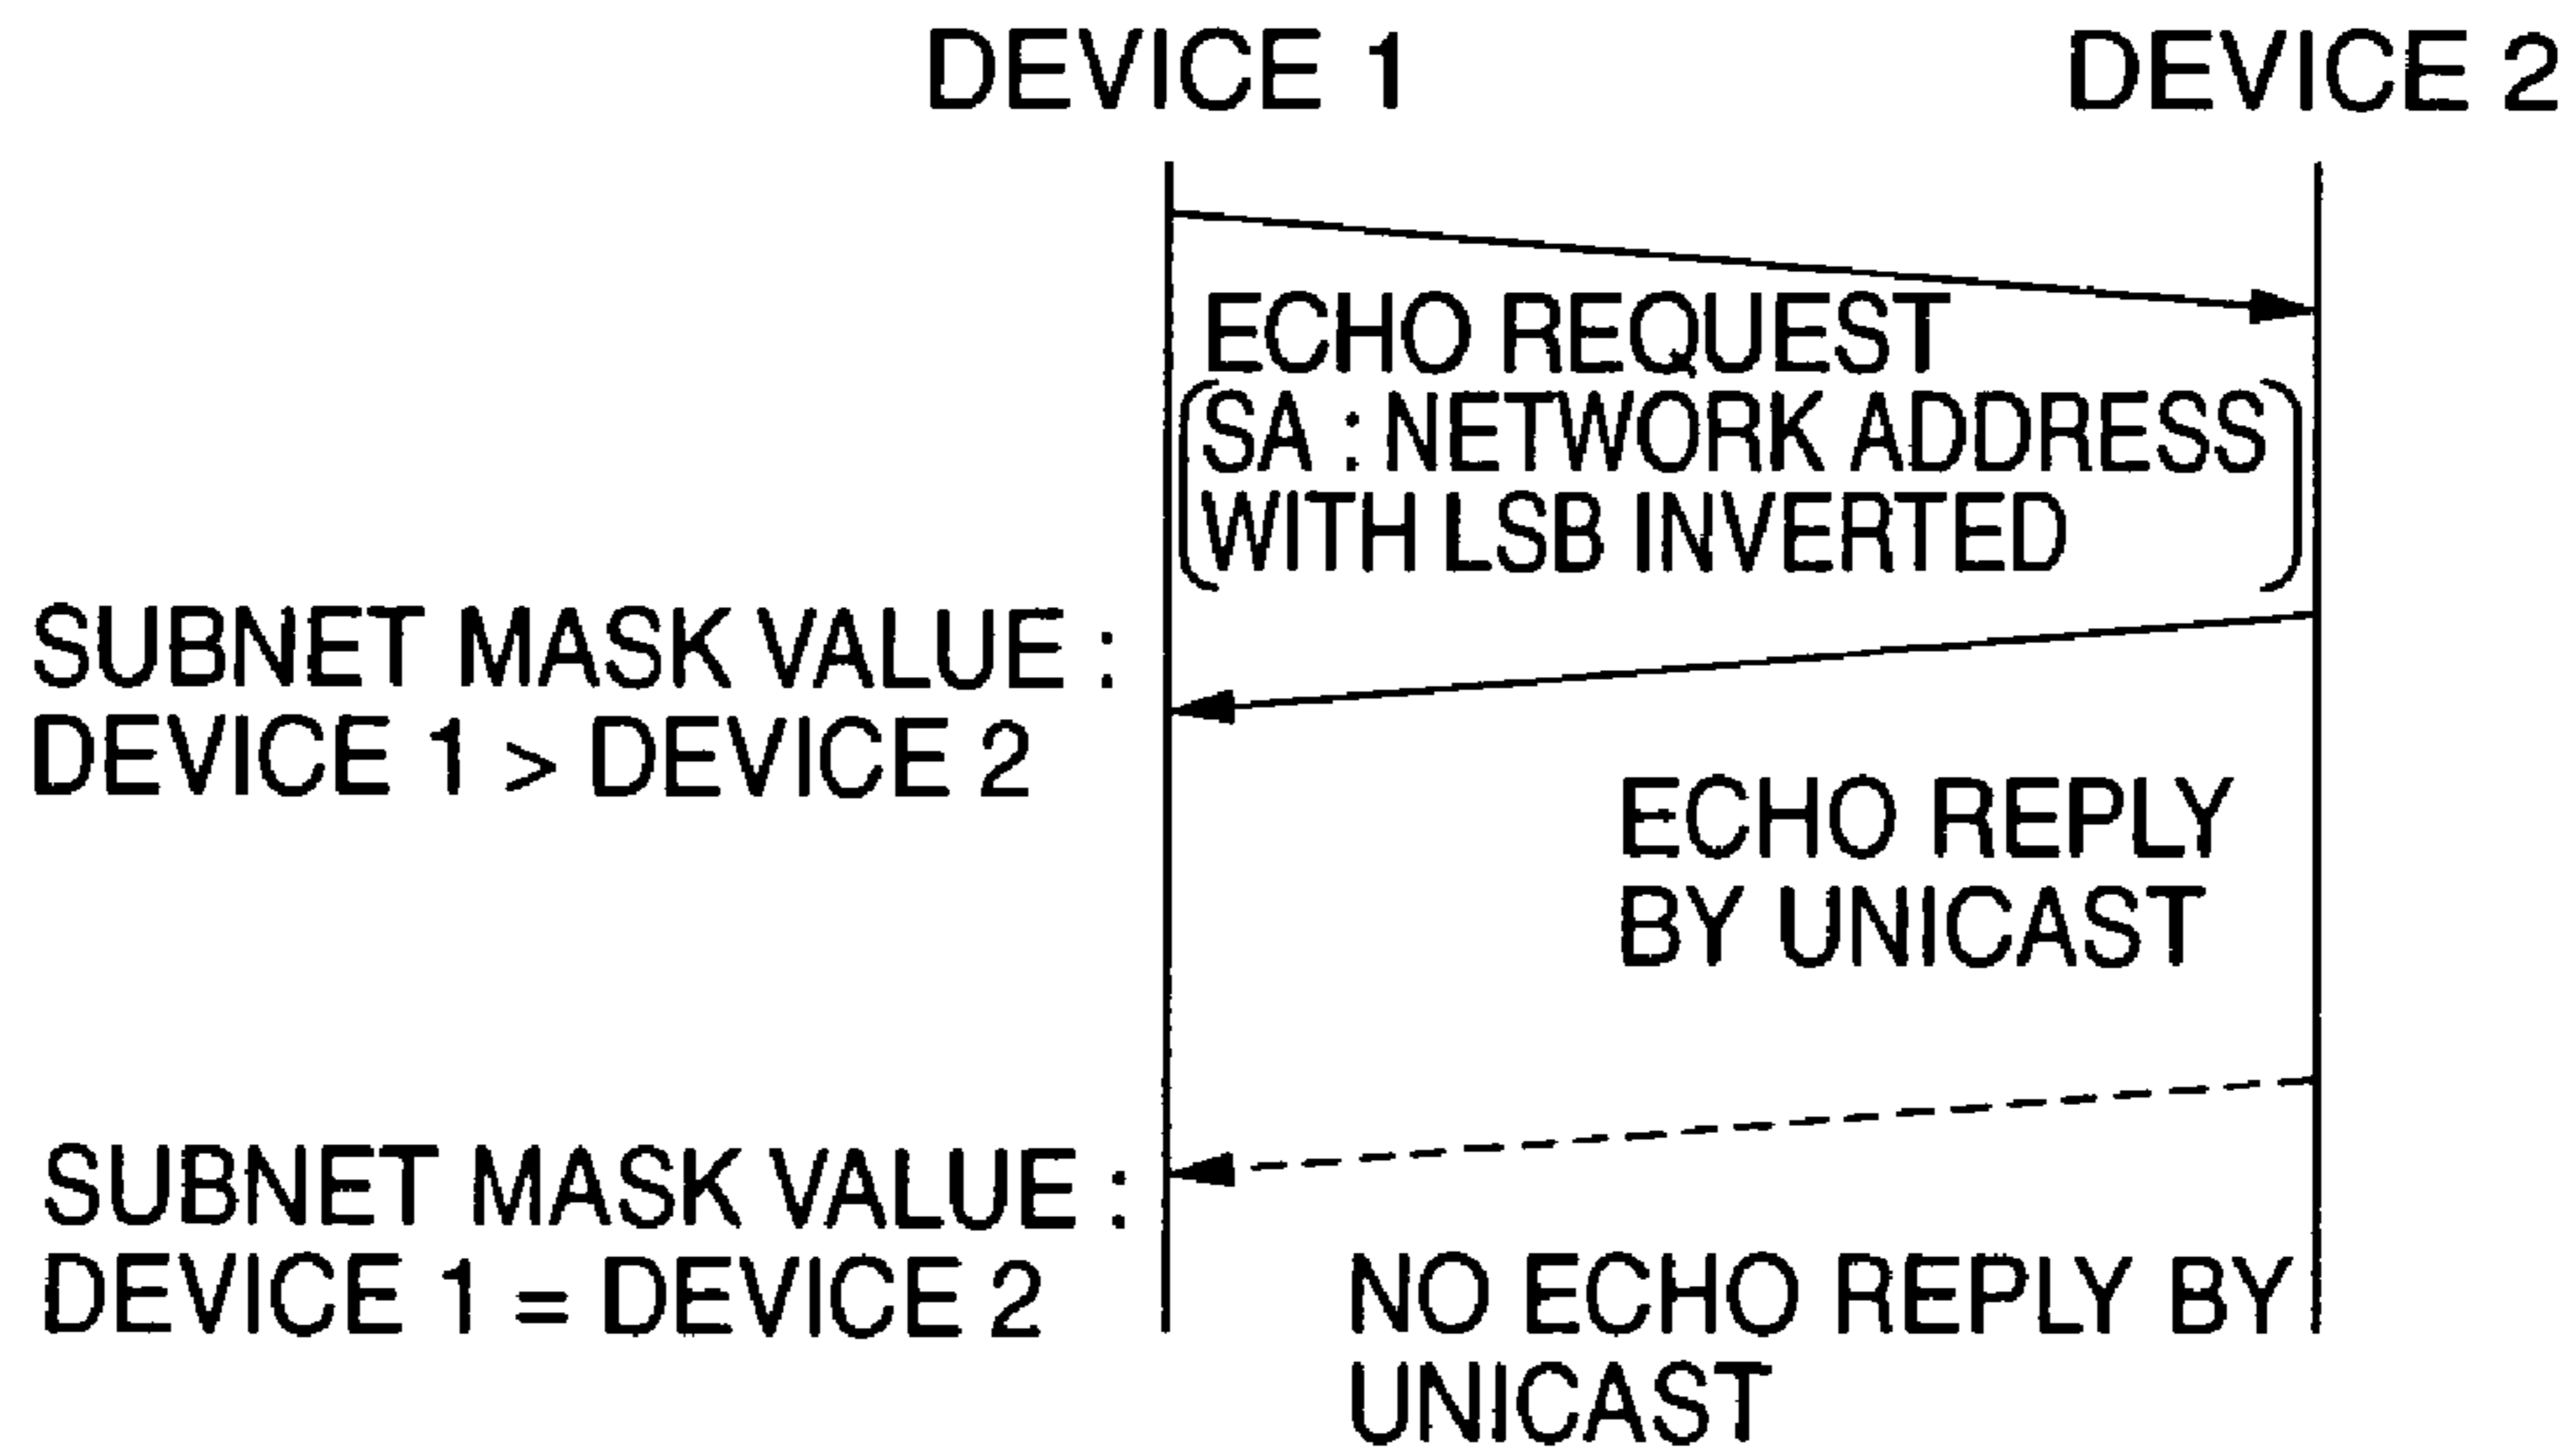 DEVICE 1
DEVICE 2
ECHO REQUEST
SA : NETWORK ADDRESS
WITH LSB INVERTED
SUBNET MASK VALUE :
DEVICE 1 > DEVICE 2
ECHO REPLY
BY UNICAST
SUBNET MASK VALUE :
DEVICE 1 = DEVICE 2
NO ECHO REPLY BY
UNICAST